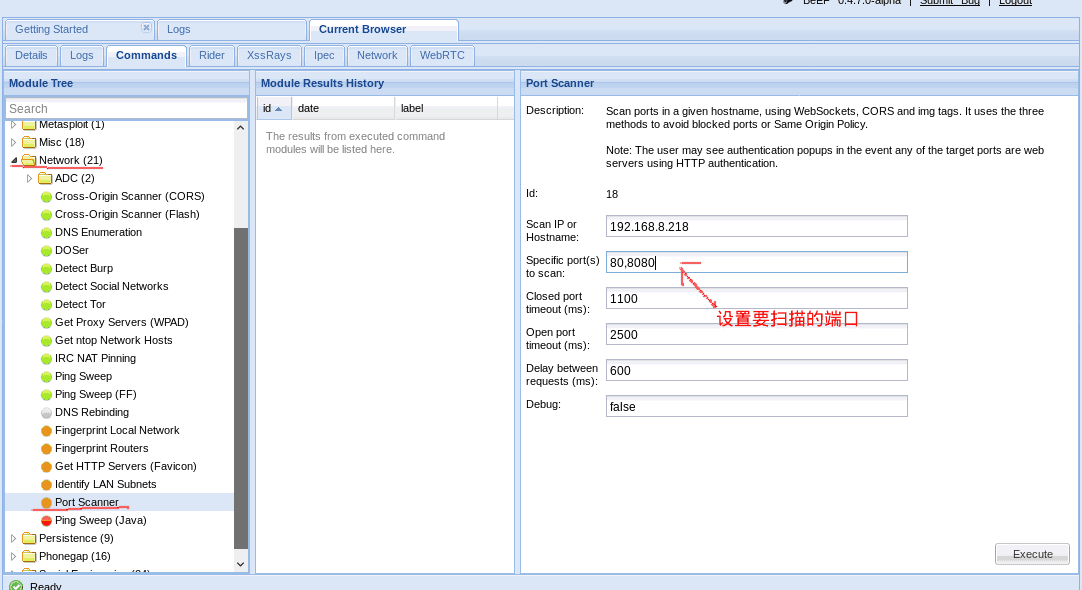 BeEF 0.4.7.0-alpha | Submit Bug | Logout
Getting Started
Logs
Current Browser
Details
Logs
Commands
Rider
XssRays
Ipec
Network
WebRTC
Module Tree
Search
Metasploit (1)
Misc (18)
Network (21)
ADC (2)
Cross-Origin Scanner (CORS)
Cross-Origin Scanner (Flash)
DNS Enumeration
DOSer
Detect Burp
Detect Social Networks
Detect Tor
Get Proxy Servers (WPAD)
Get ntop Network Hosts
IRC NAT Pinning
Ping Sweep
Ping Sweep (FF)
DNS Rebinding
Fingerprint Local Network
Fingerprint Routers
Get HTTP Servers (Favicon)
Identify LAN Subnets
Port Scanner
Ping Sweep (Java)
Persistence (9)
Phonegap (16)
Module Results History
id
date
label
The results from executed command
modules will be listed here.
Port Scanner
Description:
Scan ports in a given hostname, using WebSockets, CORS and img tags. It uses the three
methods to avoid blocked ports or Same Origin Policy.
Note: The user may see authentication popups in the event any of the target ports are web
servers using HTTP authentication.
Id:
18
Scan IP or
Hostname:
192.168.8.218
Specific port(s)
to scan:
80,8080
Closed port
timeout (ms):
1100
设置要扫描的端口
Open port
timeout (ms):
2500
Delay between
requests (ms):
600
Debug:
false
Execute
Ready